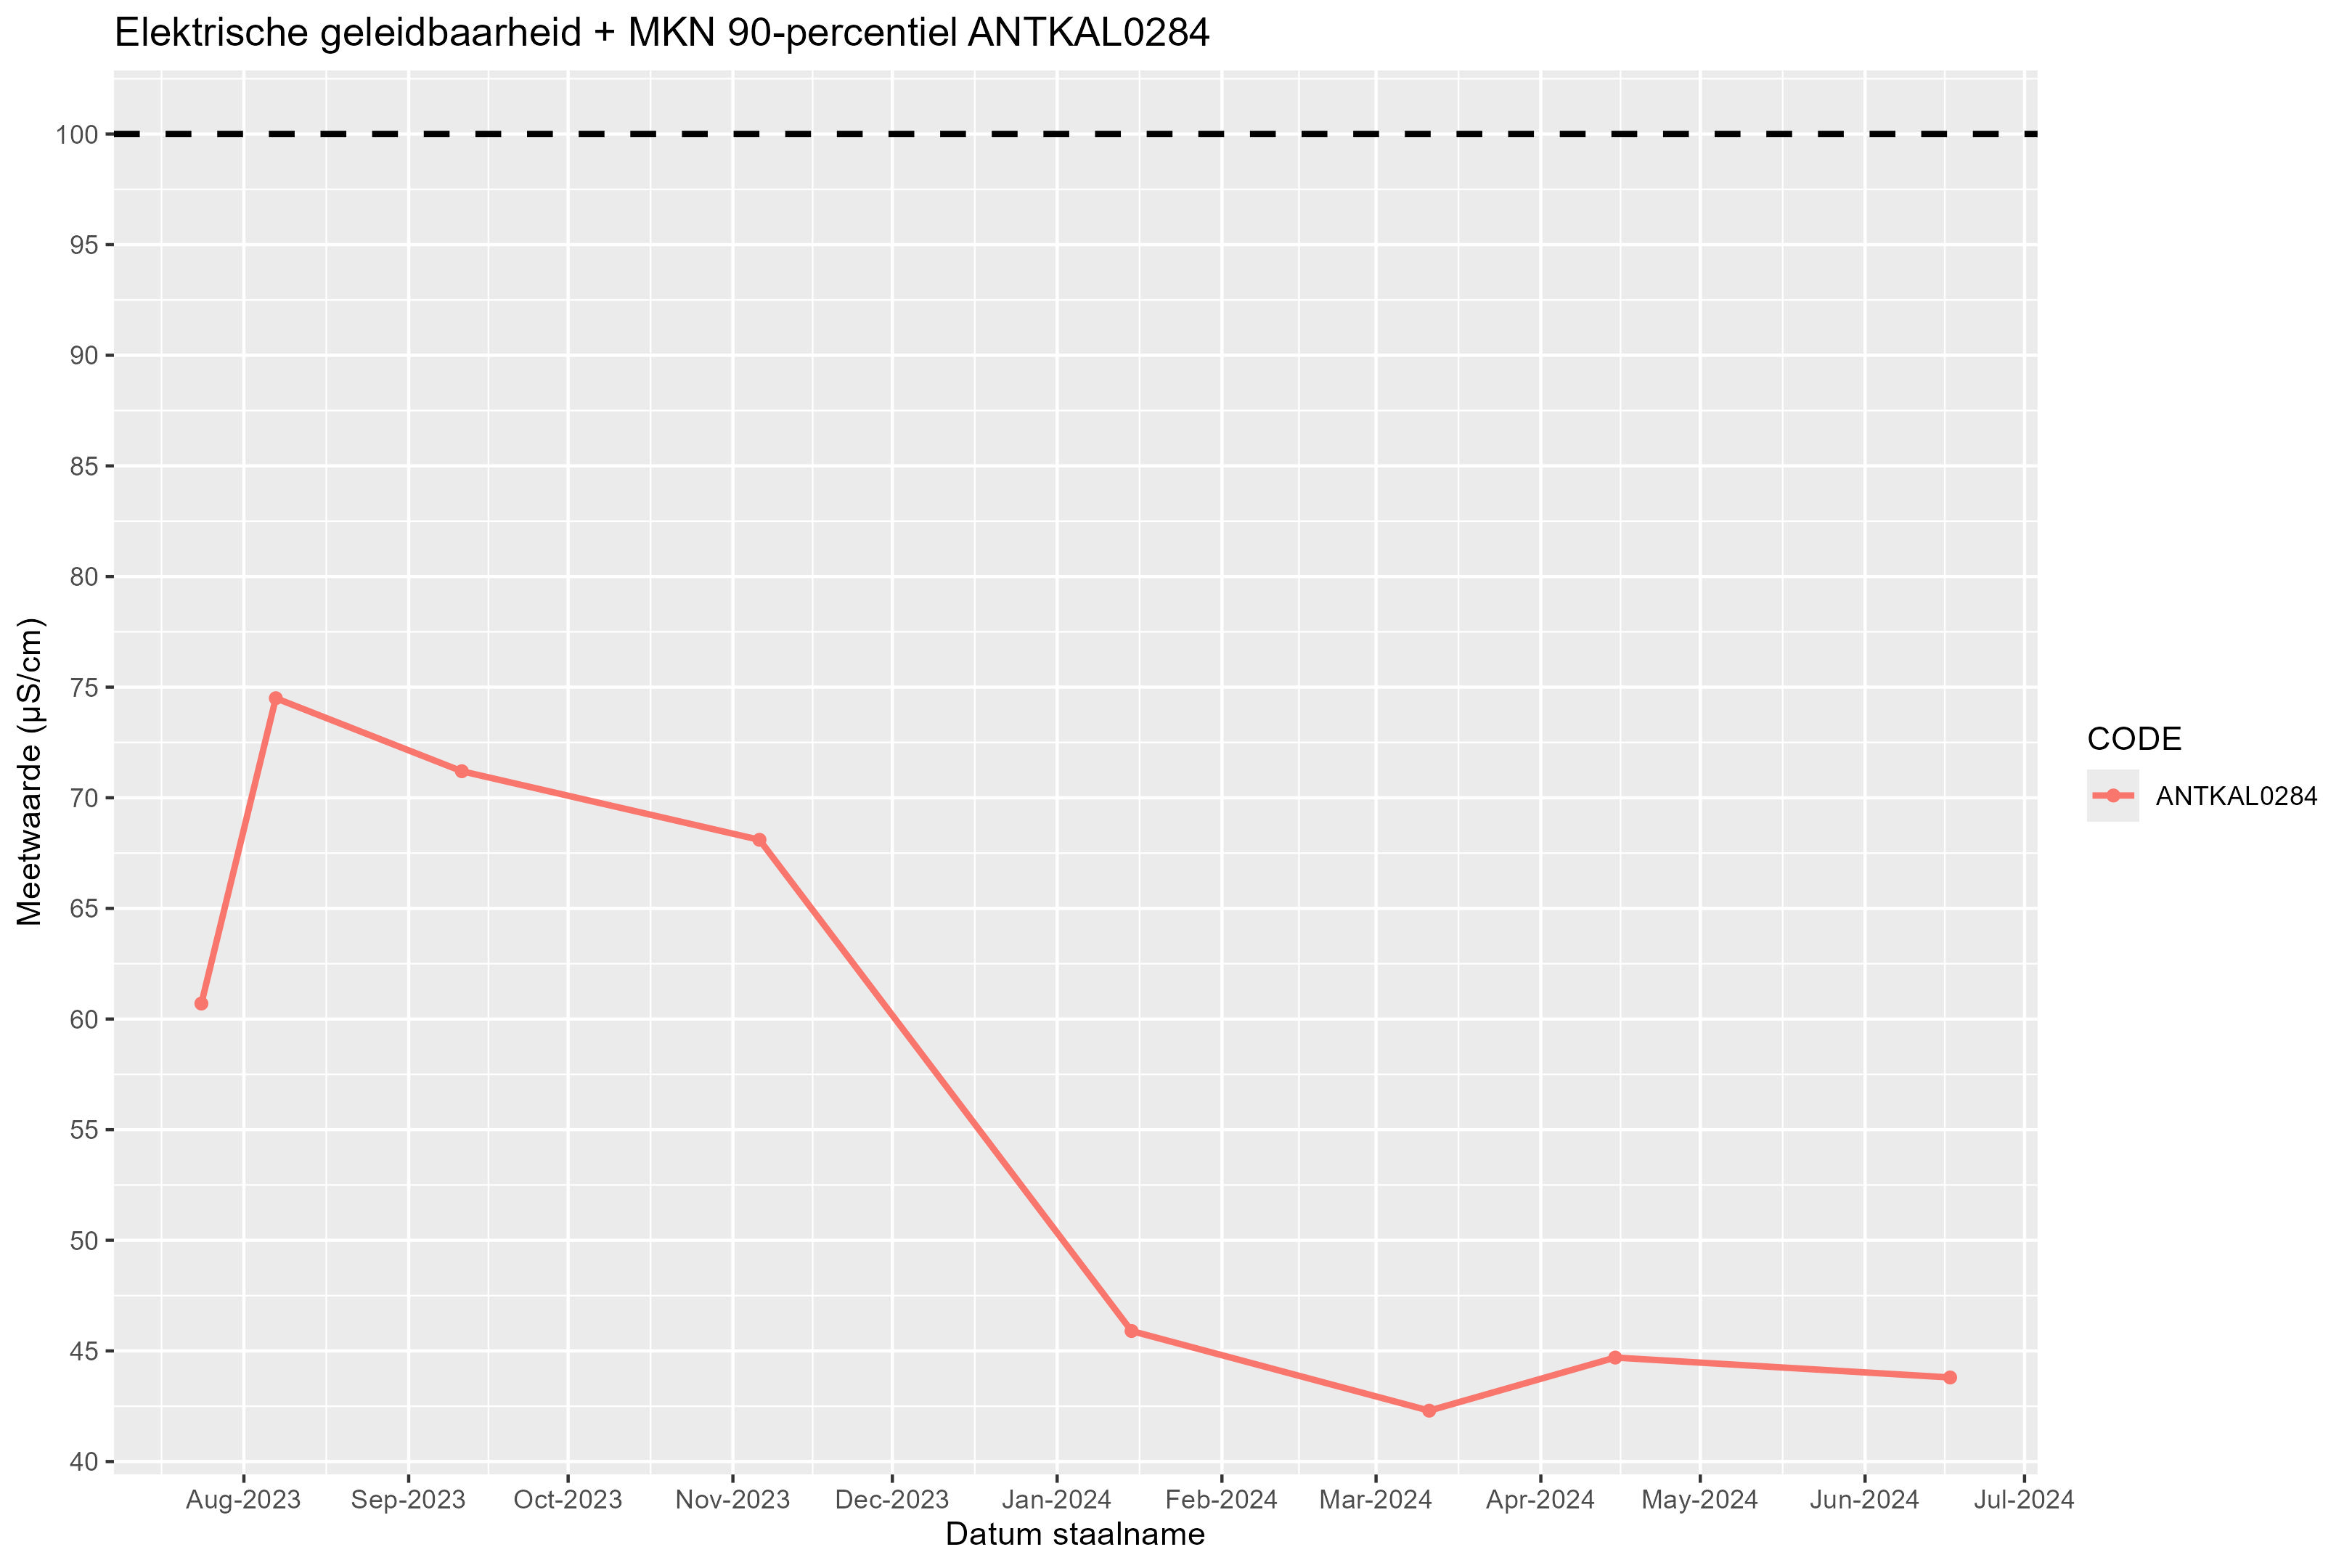 Elektrische geleidbaarheid + MKN 90-percentiel ANTKAL0284
Meetwaarde (µS/cm)
100
95
90
85
80
75
70
65
60
55
50
45
40
Aug-2023 Sep-2023 Oct-2023 Nov-2023 Dec-2023 Jan-2024 Feb-2024 Mar-2024 Apr-2024 May-2024 Jun-2024 Jul-2024
Datum staalname
CODE
ANTKAL0284